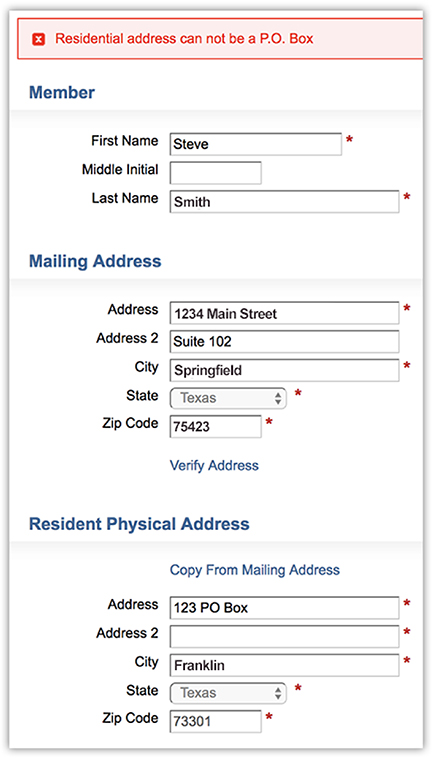 Residential address can not be a P.O. Box
Member
First Name Steve *
Middle Initial
Last Name Smith *
Mailing Address
Address 1234 Main Street *
Address 2 Suite 102
City Springfield *
State Texas *
Zip Code 75423 *
Verify Address
Resident Physical Address
Copy From Mailing Address
Address 123 PO Box *
Address 2 *
City Franklin *
State Texas *
Zip Code 73301 *